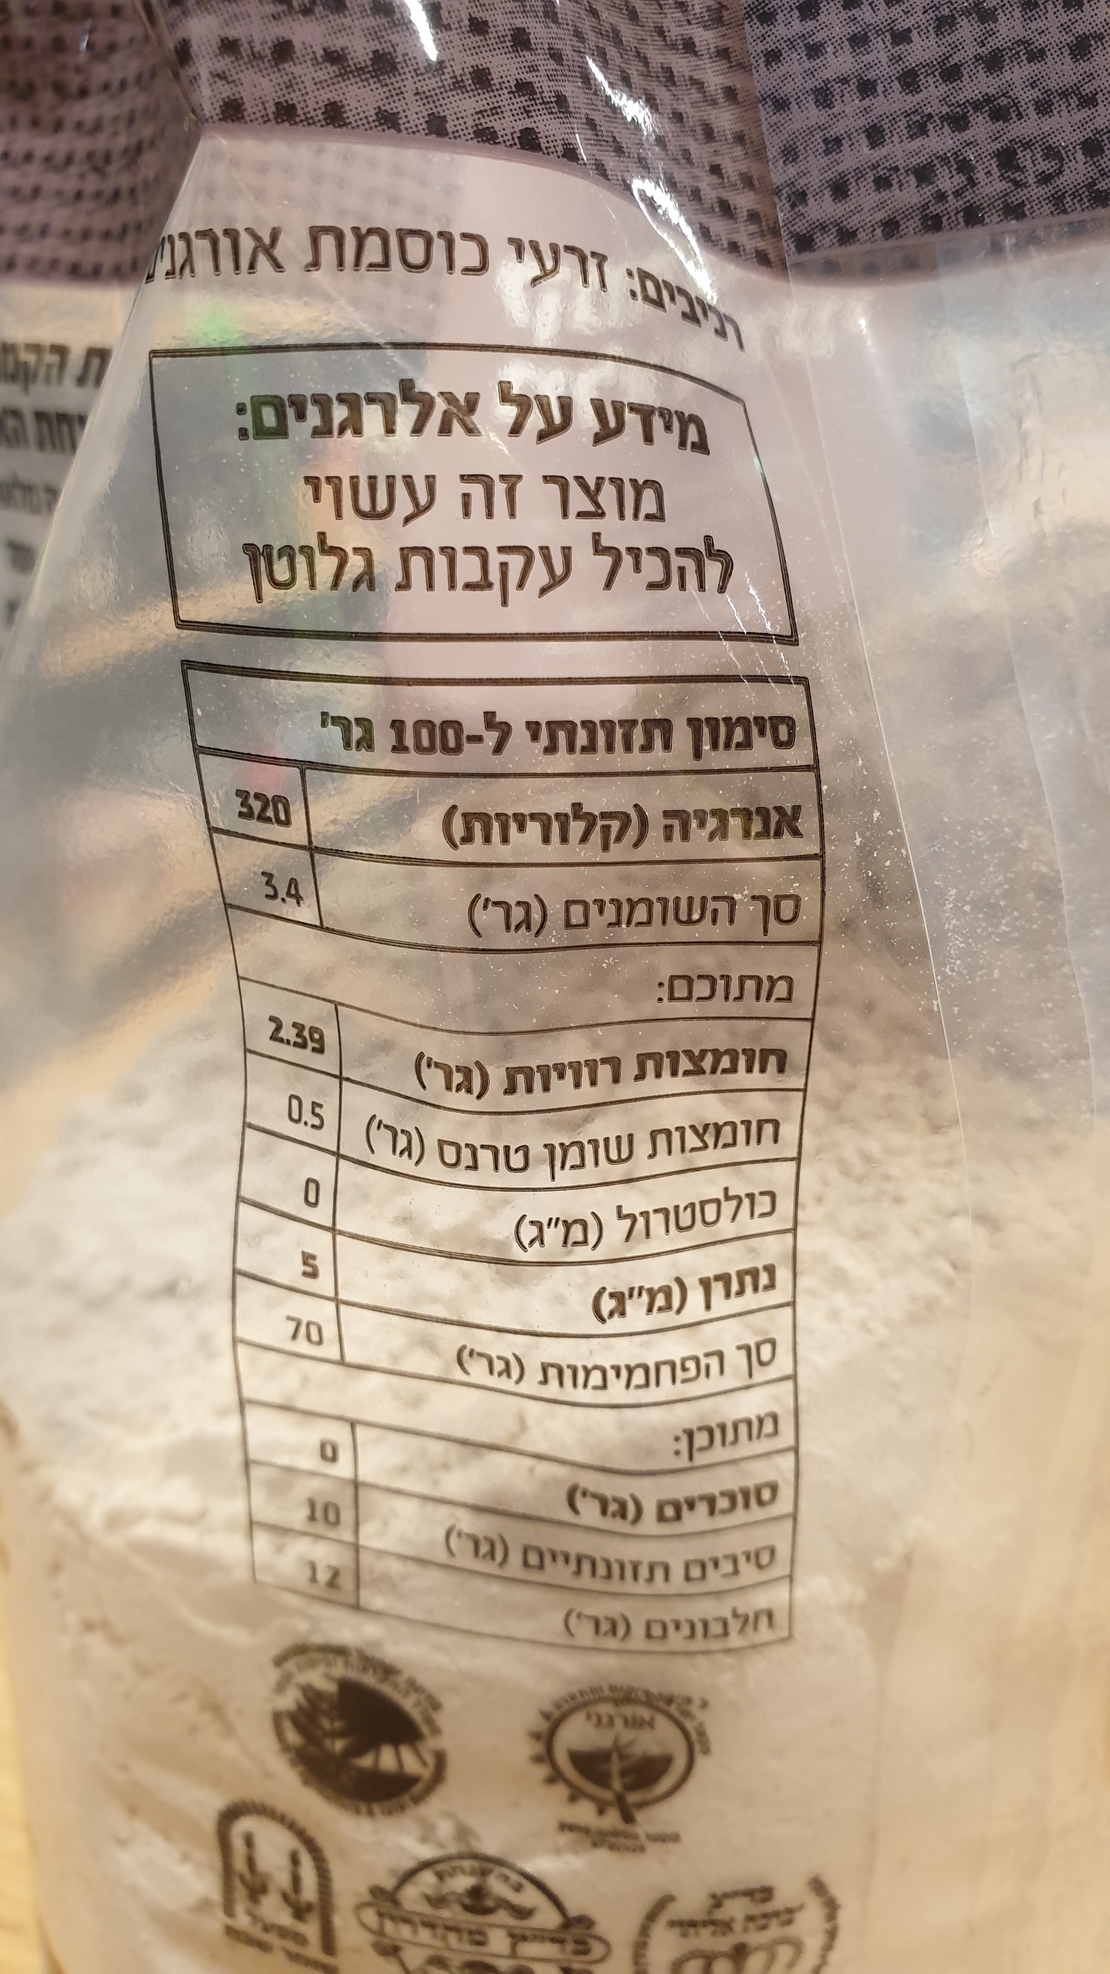 רכיבים: זרעי כוסמת אורגני
מידע על אלרגנים:
מוצר זה עשוי
להכיל עקבות גלוטן
סימון תזונתי ל-100 גר'
אנרגיה (קלוריות) 320
סך השומנים (גר') 3.4
מתוכם:
חומצות רוויות (גר') 2.39
חומצות שומן טרנס (גר') 0.5
כולסטרול (מ"ג) 0
נתרן (מ"ג) 5
סך הפחמימות (גר') 70
מתוכן:
סוכרים (גר') 0
סיבים תזונתיים (גר') 10
חלבונים (גר') 12
אורגני
בד״ץ מהדרין